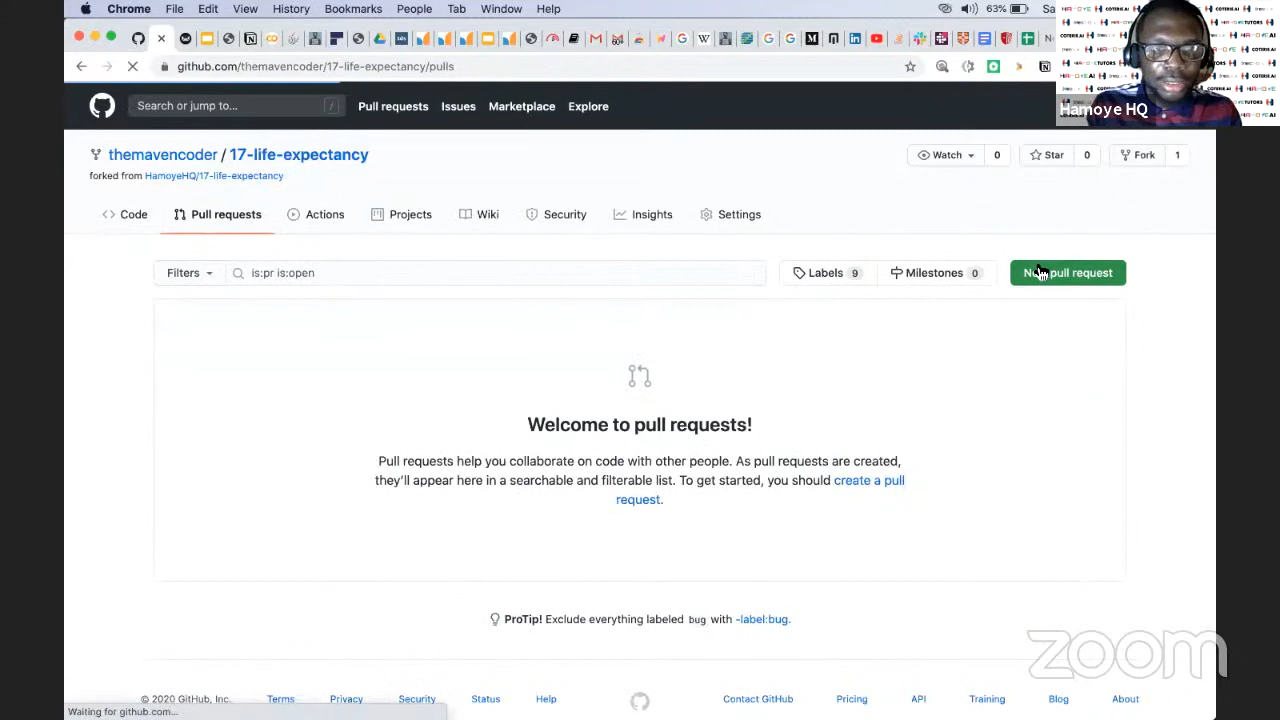 Chrome File Edit View History Bookmarks People Tab Window Help 63% Sa
github.com/themavencoder/17-life-expectancy/pulls
Hamoye HQ
Search or jump to... /
Pull requests Issues Marketplace Explore
themavencoder / 17-life-expectancy
Watch 0 Star 0 Fork 1
forked from HamoyeHQ/17-life-expectancy
Code Pull requests Actions Projects Wiki Security Insights Settings
Filters is:pr is:open Labels 9 Milestones 0 New pull request
Welcome to pull requests!
Pull requests help you collaborate on code with other people. As pull requests are created,
they'll appear here in a searchable and filterable list. To get started, you should create a pull
request.
ProTip! Exclude everything labeled bug with -label:bug.
zoom
© 2020 GitHub, Inc. Terms Privacy Security Status Help Contact GitHub Pricing API Training Blog About
Waiting for github.com...